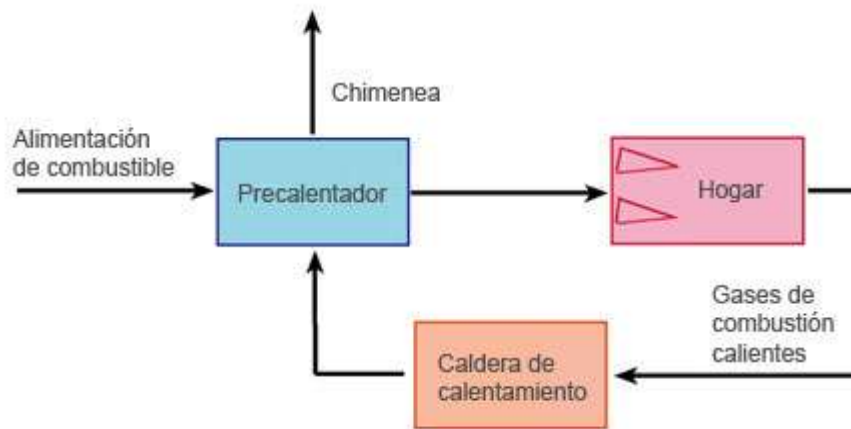 Chimenea
Alimentación
de combustible
Precalentador
Hogar
Gases de
combustión
calientes
Caldera de
calentamiento